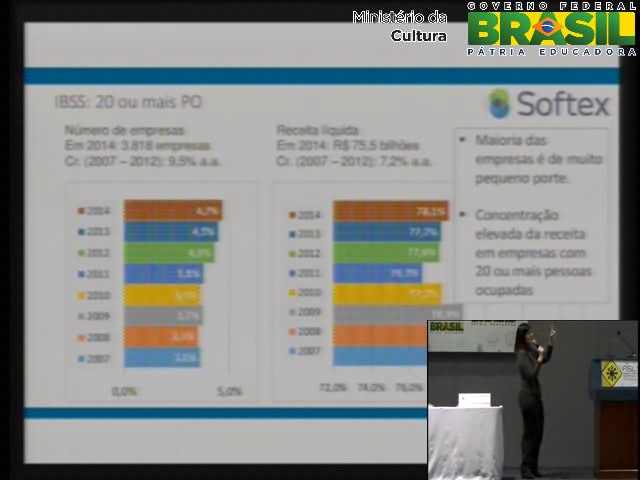 Ministério da
Cultura
GOVERNO FEDERAL
BRASIL
PÁTRIA EDUCADORA
IBSS: 20 ou mais PO
Softex
Número de empresas
Em 2014: 3.818 empresas
Cr. (2007 – 2012): 9,5% a.a.
Receita líquida
Em 2014: R$ 75,5 bilhões
Cr. (2007 – 2012): 7,2% a.a.
Maioria das
empresas é de muito
pequeno porte.
Concentração
elevada da receita
em empresas com
20 ou mais pessoas
ocupadas
2014
4,7%
2013
4,5%
2012
2011
2010
2009
2008
2007
0,0%
5,0%
2014
78,1%
2013
77,7%
2012
2011
2010
2009
2008
2007
72,0%
74,0%
76,0%
BRASIL